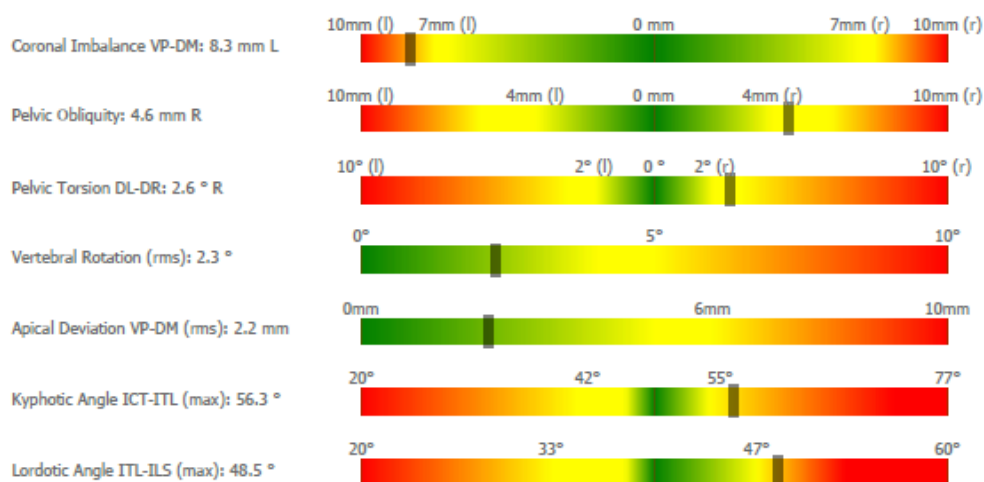 10mm (l) 7mm (l) 0 mm 7mm (r) 10mm (r)
Coronal Imbalance VP-DM: 8.3 mm L
10mm (l) 4mm (l) 0 mm 4mm (r) 10mm (r)
Pelvic Obliquity: 4.6 mm R
10° (l) 2° (l) 0 ° 2° (r) 10° (r)
Pelvic Torsion DL-DR: 2.6 ° R
0° 5° 10°
Vertebral Rotation (rms): 2.3 °
0mm 6mm 10mm
Apical Deviation VP-DM (rms): 2.2 mm
20° 42° 55° 77°
Kyphotic Angle ICT-ITL (max): 56.3 °
20° 33° 47° 60°
Lordotic Angle ITL-ILS (max): 48.5 °